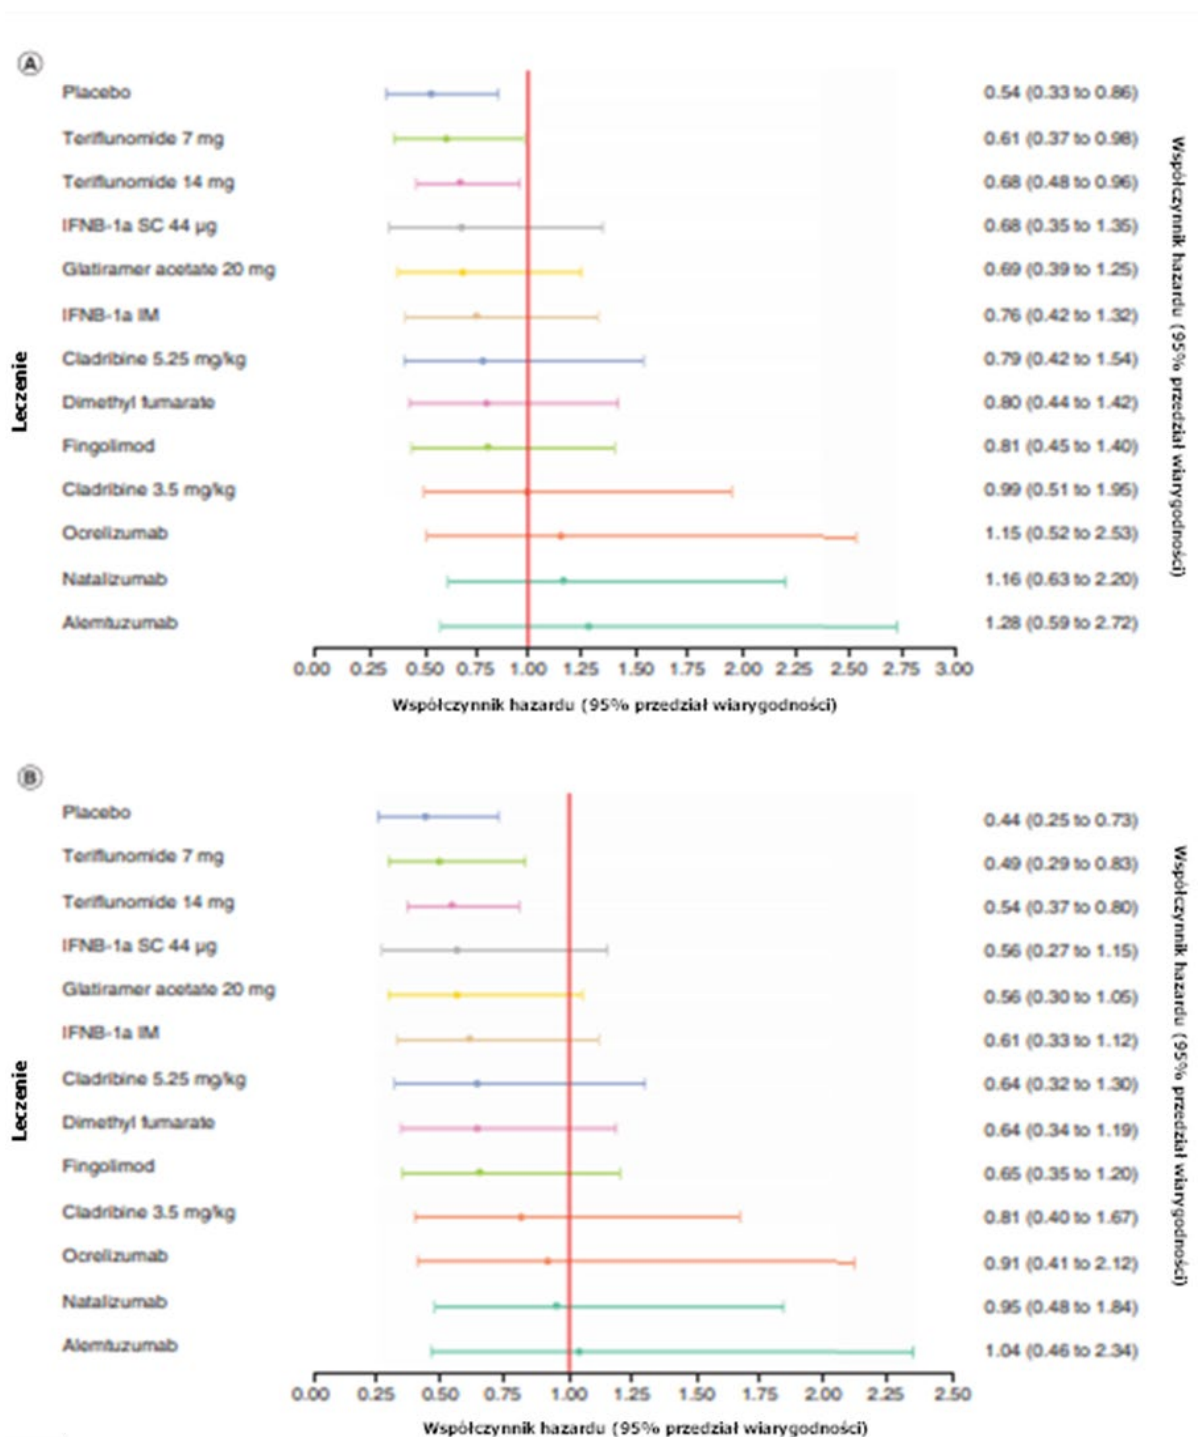 A
Placebo 0.54 (0.33 to 0.86)
Teriflunomide 7 mg 0.61 (0.37 to 0.98)
Teriflunomide 14 mg 0.68 (0.48 to 0.96)
IFNB-1a SC 44 µg 0.68 (0.35 to 1.35)
Glatiramer acetate 20 mg 0.69 (0.39 to 1.25)
IFNB-1a IM 0.76 (0.42 to 1.32)
Cladribine 5.25 mg/kg 0.79 (0.42 to 1.54)
Dimethyl fumarate 0.80 (0.44 to 1.42)
Fingolimod 0.81 (0.45 to 1.40)
Cladribine 3.5 mg/kg 0.99 (0.51 to 1.95)
Ocrelizumab 1.15 (0.52 to 2.53)
Natalizumab 1.16 (0.63 to 2.20)
Alemtuzumab 1.28 (0.59 to 2.72)
Leczenie
Współczynnik hazardu (95% przedział wiarygodności)
0.00 0.25 0.50 0.75 1.00 1.25 1.50 1.75 2.00 2.25 2.50 2.75 3.00
Współczynnik hazardu (95% przedział wiarygodności)
B
Placebo 0.44 (0.25 to 0.73)
Teriflunomide 7 mg 0.49 (0.29 to 0.83)
Teriflunomide 14 mg 0.54 (0.37 to 0.80)
IFNB-1a SC 44 µg 0.56 (0.27 to 1.15)
Glatiramer acetate 20 mg 0.56 (0.30 to 1.05)
IFNB-1a IM 0.61 (0.33 to 1.12)
Cladribine 5.25 mg/kg 0.64 (0.32 to 1.30)
Dimethyl fumarate 0.64 (0.34 to 1.19)
Fingolimod 0.65 (0.35 to 1.20)
Cladribine 3.5 mg/kg 0.81 (0.40 to 1.67)
Ocrelizumab 0.91 (0.41 to 2.12)
Natalizumab 0.95 (0.48 to 1.84)
Alemtuzumab 1.04 (0.46 to 2.34)
Leczenie
Współczynnik hazardu (95% przedział wiarygodności)
0.00 0.25 0.50 0.75 1.00 1.25 1.50 1.75 2.00 2.25 2.50
Współczynnik hazardu (95% przedział wiarygodności)